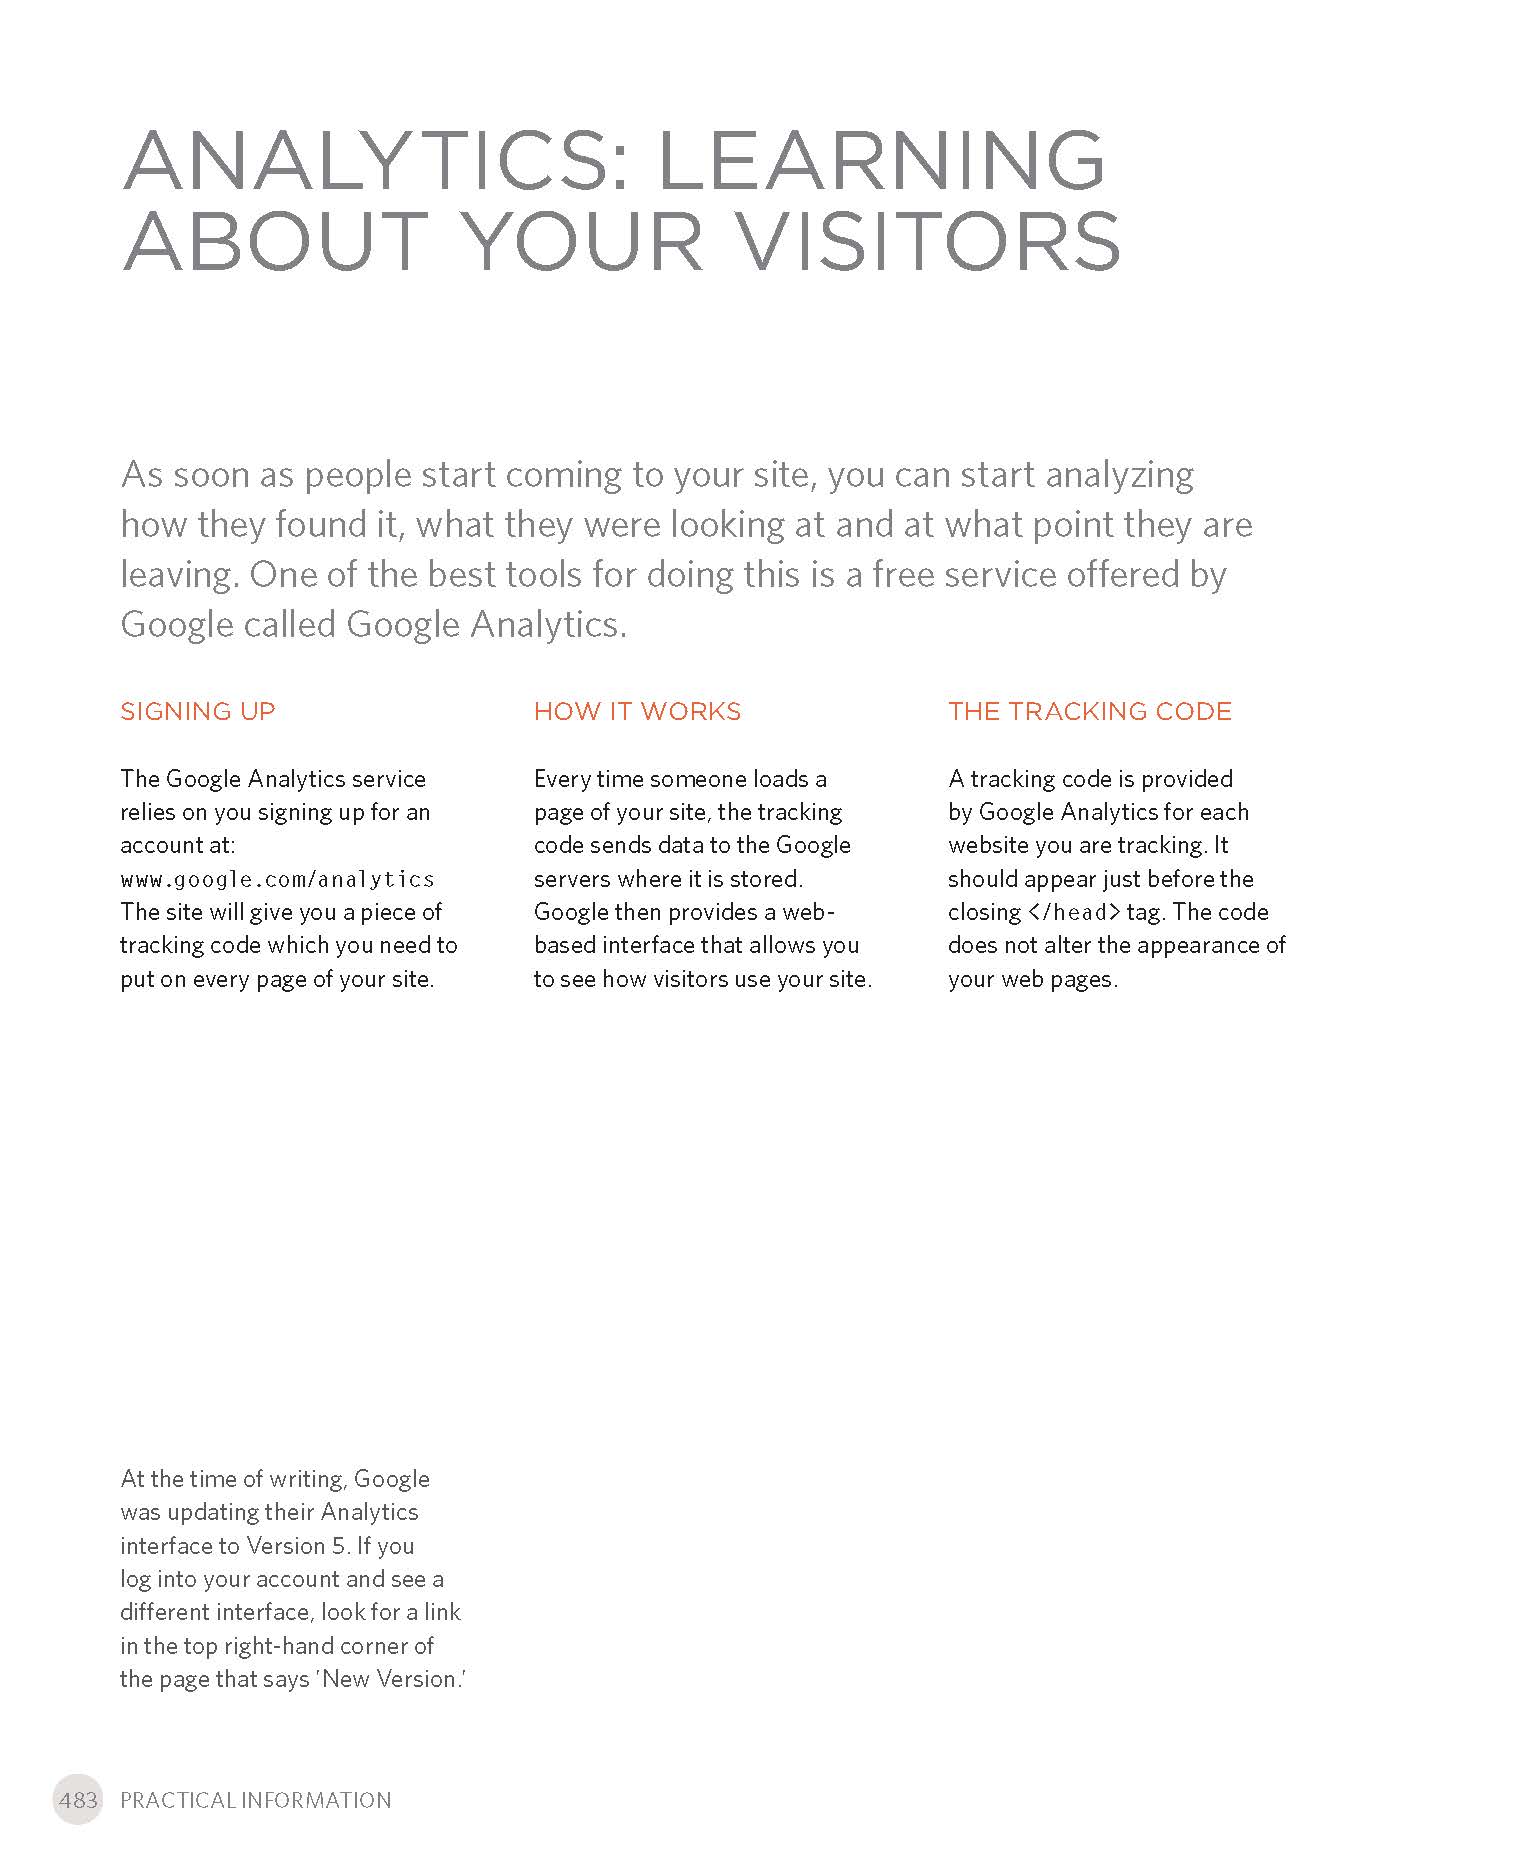 ANALYTICS: LEARNING
ABOUT YOUR VISITORS
As soon as people start coming to your site, you can start analyzing
how they found it, what they were looking at and at what point they are
leaving. One of the best tools for doing this is a free service offered by
Google called Google Analytics.
SIGNING UP
The Google Analytics service
relies on you signing up for an
account at:
www.google.com/analytics
The site will give you a piece of
tracking code which you need to
put on every page of your site.
HOW IT WORKS
Every time someone loads a
page of your site, the tracking
code sends data to the Google
servers where it is stored.
Google then provides a web-
based interface that allows you
to see how visitors use your site.
THE TRACKING CODE
A tracking code is provided
by Google Analytics for each
website you are tracking. It
should appear just before the
closing </head> tag. The code
does not alter the appearance of
your web pages.
At the time of writing, Google
was updating their Analytics
interface to Version 5. If you
log into your account and see a
different interface, look for a link
in the top right-hand corner of
the page that says 'New Version.'
483 PRACTICAL INFORMATION